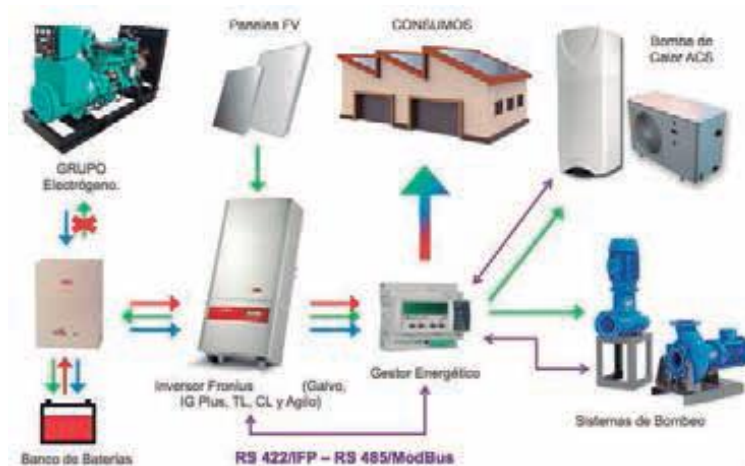 Paneles FV
CONSUMOS
Bomba de
Calor ACS
GRUPO
Electrógeno.
Inversor Fronius (Galvo,
IG Plus, TL, CL y Agilo)
Gestor Energético
Sistemas de Bombeo
Banco de Baterías
RS 422/IFP – RS 485/ModBus